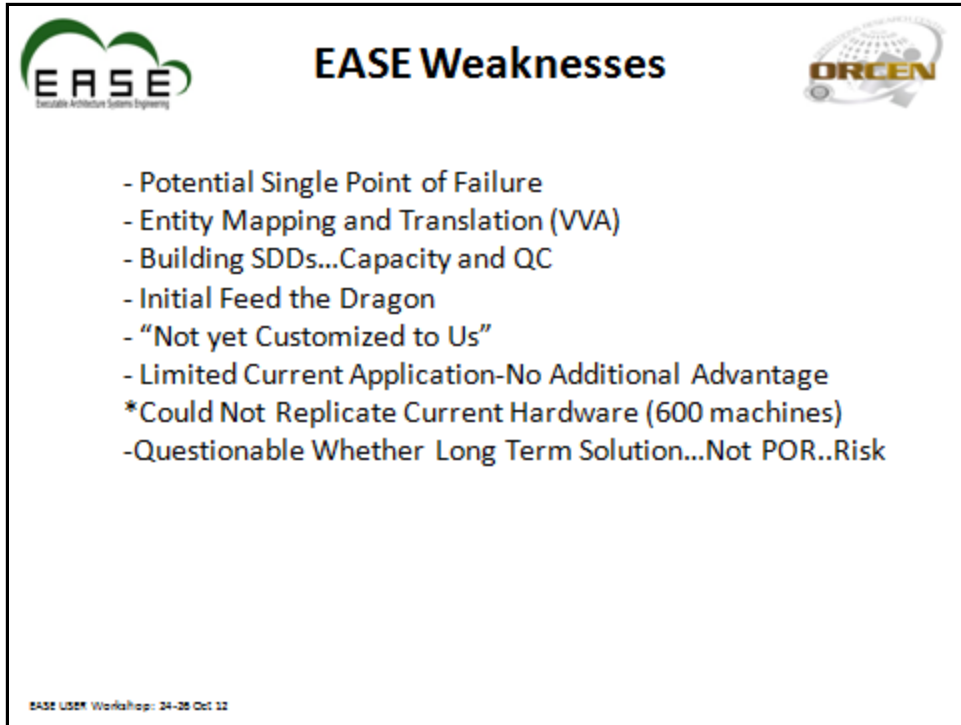 EASE
Executable Architecture Systems Engineering
EASE Weaknesses
OPERATIONS RESEARCH CENTER
ORCEN
- Potential Single Point of Failure
- Entity Mapping and Translation (VVA)
- Building SDDs...Capacity and QC
- Initial Feed the Dragon
- “Not yet Customized to Us”
- Limited Current Application-No Additional Advantage
*Could Not Replicate Current Hardware (600 machines)
-Questionable Whether Long Term Solution...Not POR..Risk
EASE USER Workshop: 24-26 Oct 12